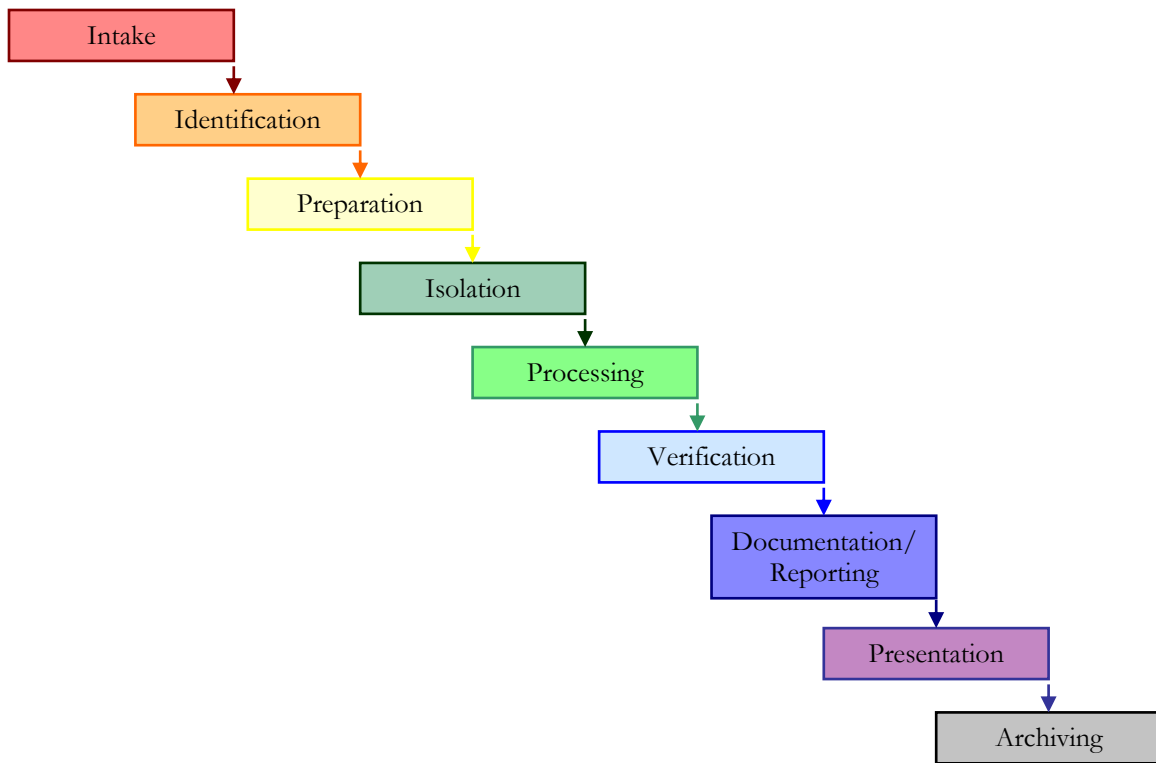 Intake
Identification
Preparation
Isolation
Processing
Verification
Documentation/
Reporting
Presentation
Archiving